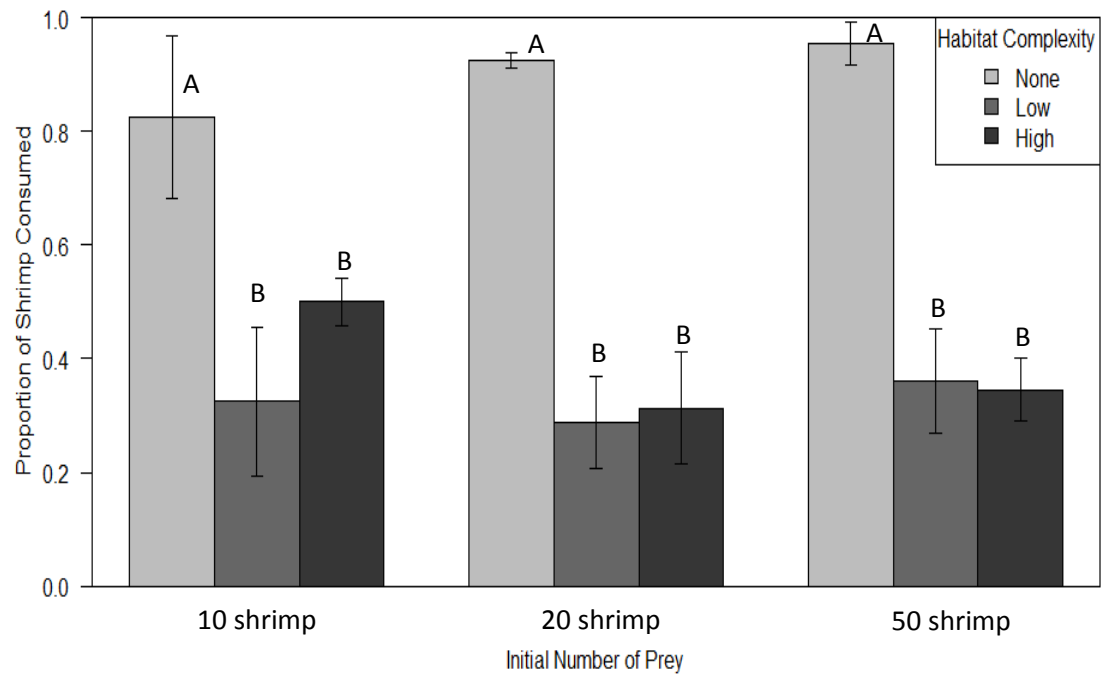 Proportion of Shrimp Consumed
1.0
0.8
0.6
0.4
0.2
0.0
A
B
B
A
B
B
A
B
B
Habitat Complexity
None
Low
High
10 shrimp
20 shrimp
50 shrimp
Initial Number of Prey